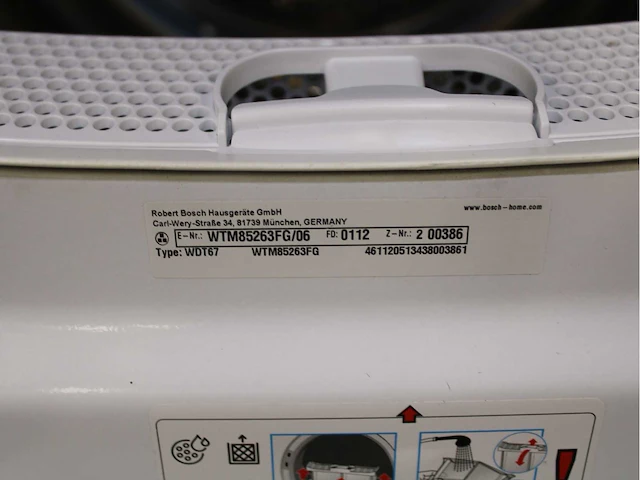 Robert Bosch Hausgeräte GmbH www.bosch-home.com
Carl-Wery-Straße 34, 81739 München, GERMANY
E-Nr.: WTM85263FG/06 FD: 0112 Z-Nr.: 2 00386
Type: WDT67 WTM85263FG 461120513438003861